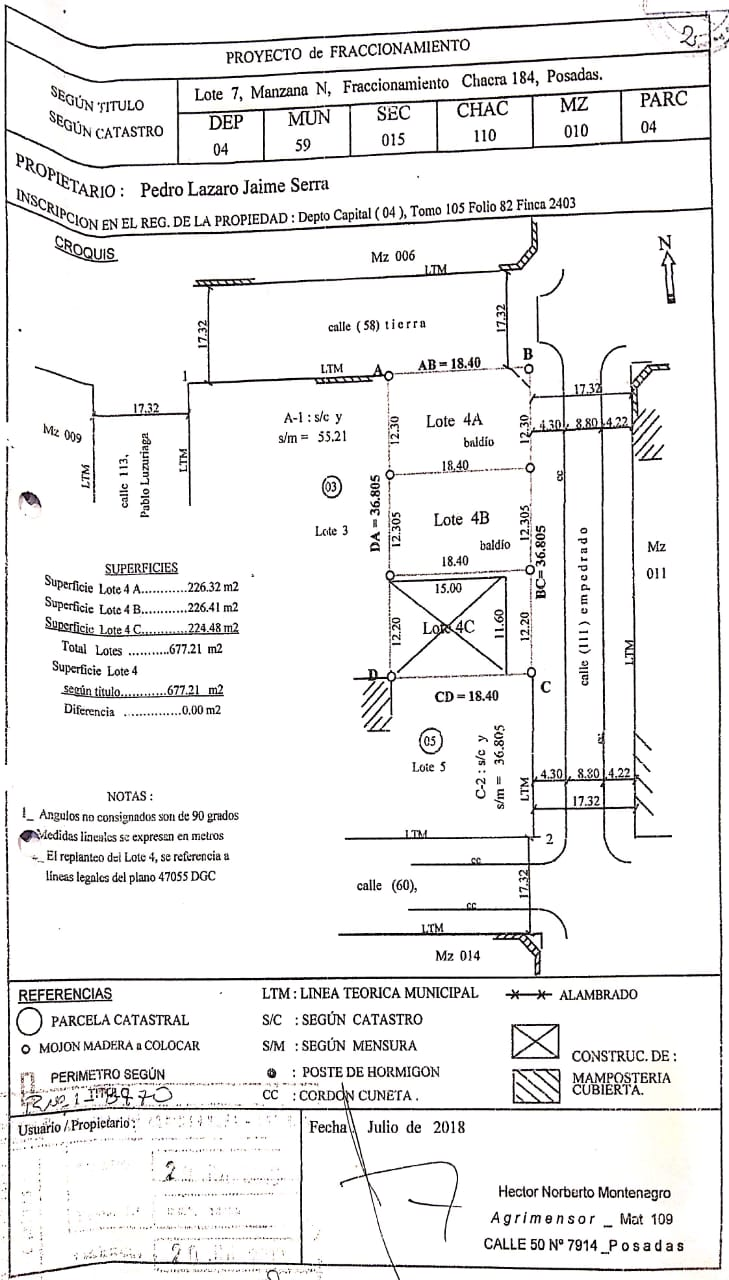 2
PROYECTO de FRACCIONAMIENTO
SEGÚN TITULO
SEGÚN CATASTRO
Lote 7, Manzana N, Fraccionamiento Chacra 184, Posadas.
DEP MUN SEC CHAC MZ PARC
04 59 015 110 010 04
PROPIETARIO : Pedro Lazaro Jaime Serra
INSCRIPCION EN EL REG. DE LA PROPIEDAD : Depto Capital ( 04 ), Tomo 105 Folio 82 Finca 2403
CROQUIS
Mz 006
N
LTM
17.32
calle ( 58 ) tierra
17.32
1
LTM
A
AB = 18.40
B
17.32
17.32
Mz 009
LTM
calle 113,
Pablo Luzuriaga
LTM
A-1 : s/c y
s/m = 55.21
12.30
Lote 4A
baldío
12.30
4.30 8.80 4.22
18.40
cc
03
Lote 3
DA = 36.805
12.305
Lote 4B
baldío
12.305
BC= 36.805
18.40
Mz
011
calle (111) empedrado
15.00
12.20
Lote 4C
11.60
12.20
LTM
D
CD = 18.40
C
SUPERFICIES
Superficie Lote 4 A...........226.32 m2
Superficie Lote 4 B...........226.41 m2
Superficie Lote 4 C...........224.48 m2
Total Lotes ...........677.21 m2
Superficie Lote 4
según título............677.21 m2
Diferencia ..............0.00 m2
05
Lote 5
C-2 : s/c y
s/m = 36.805
LTM
cc
4.30 8.80 4.22
17.32
NOTAS :
1_ Angulos no consignados son de 90 grados
Medidas lineales se expresan en metros
_ El replanteo del Lote 4, se referencia a
líneas legales del plano 47055 DGC
LTM
2
cc
calle (60),
17.32
cc
LTM
Mz 014
REFERENCIAS
PARCELA CATASTRAL
MOJON MADERA a COLOCAR
PERIMETRO SEGÚN
LTM : LINEA TEORICA MUNICIPAL
S/C : SEGÚN CATASTRO
S/M : SEGÚN MENSURA
: POSTE DE HORMIGON
CC : CORDON CUNETA .
ALAMBRADO
CONSTRUC. DE :
MAMPOSTERIA
CUBIERTA.
Usuario / Propietario :
Fecha Julio de 2018
Hector Norberto Montenegro
Agrimensor _ Mat 109
CALLE 50 Nº 7914 _Posadas